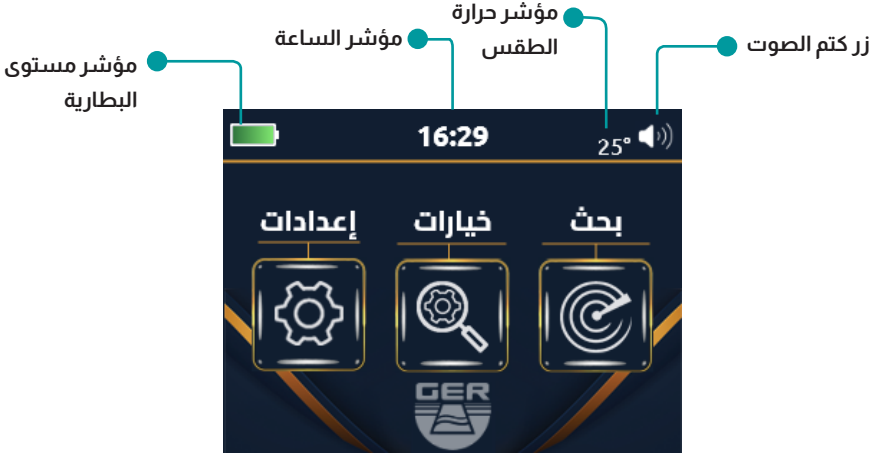 زر كتم الصوت
مؤشر حرارة
الطقس
مؤشر الساعة
مؤشر مستوى
البطارية
16:29
25°
بحث
خيارات
إعدادات
GER